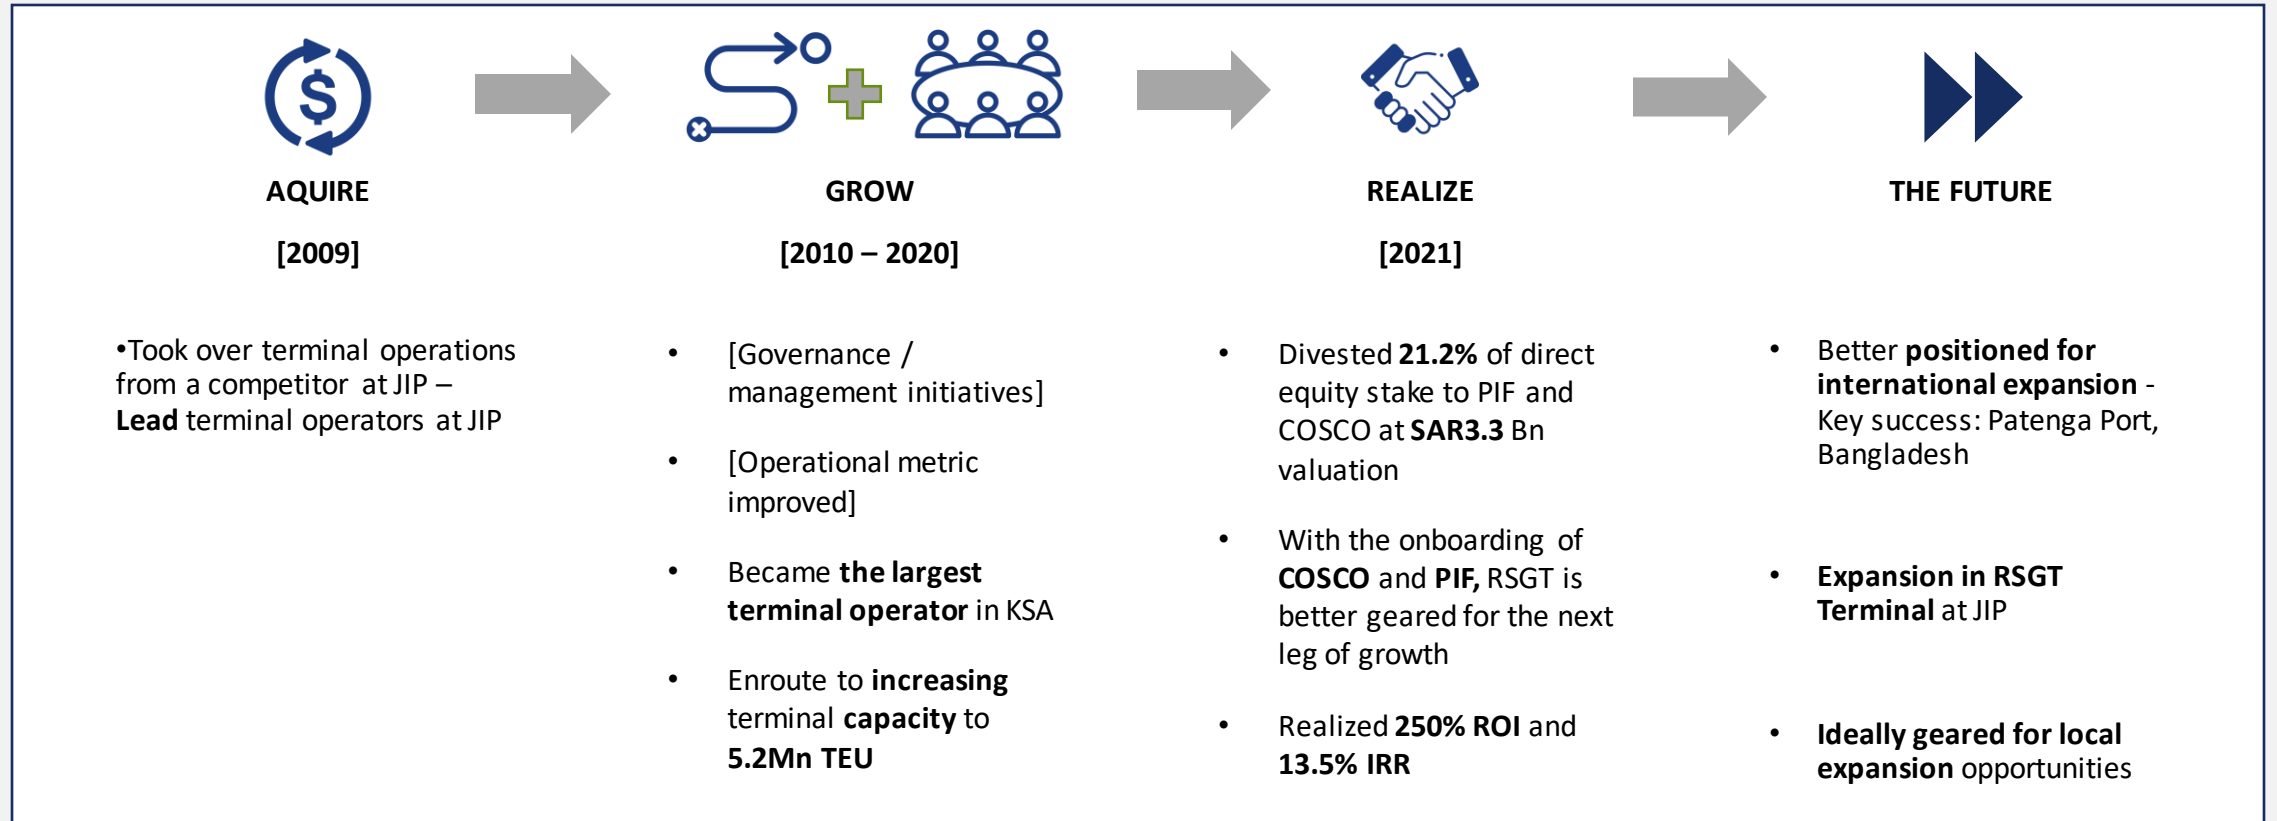 AQUIRE
[2009]
•Took over terminal operations
from a competitor at JIP –
Lead terminal operators at JIP
GROW
[2010 – 2020]
• [Governance /
management initiatives]
• [Operational metric
improved]
• Became the largest
terminal operator in KSA
• Enroute to increasing
terminal capacity to
5.2Mn TEU
REALIZE
[2021]
• Divested 21.2% of direct
equity stake to PIF and
COSCO at SAR3.3 Bn
valuation
• With the onboarding of
COSCO and PIF, RSGT is
better geared for the next
leg of growth
• Realized 250% ROI and
13.5% IRR
THE FUTURE
• Better positioned for
international expansion -
Key success: Patenga Port,
Bangladesh
• Expansion in RSGT
Terminal at JIP
• Ideally geared for local
expansion opportunities